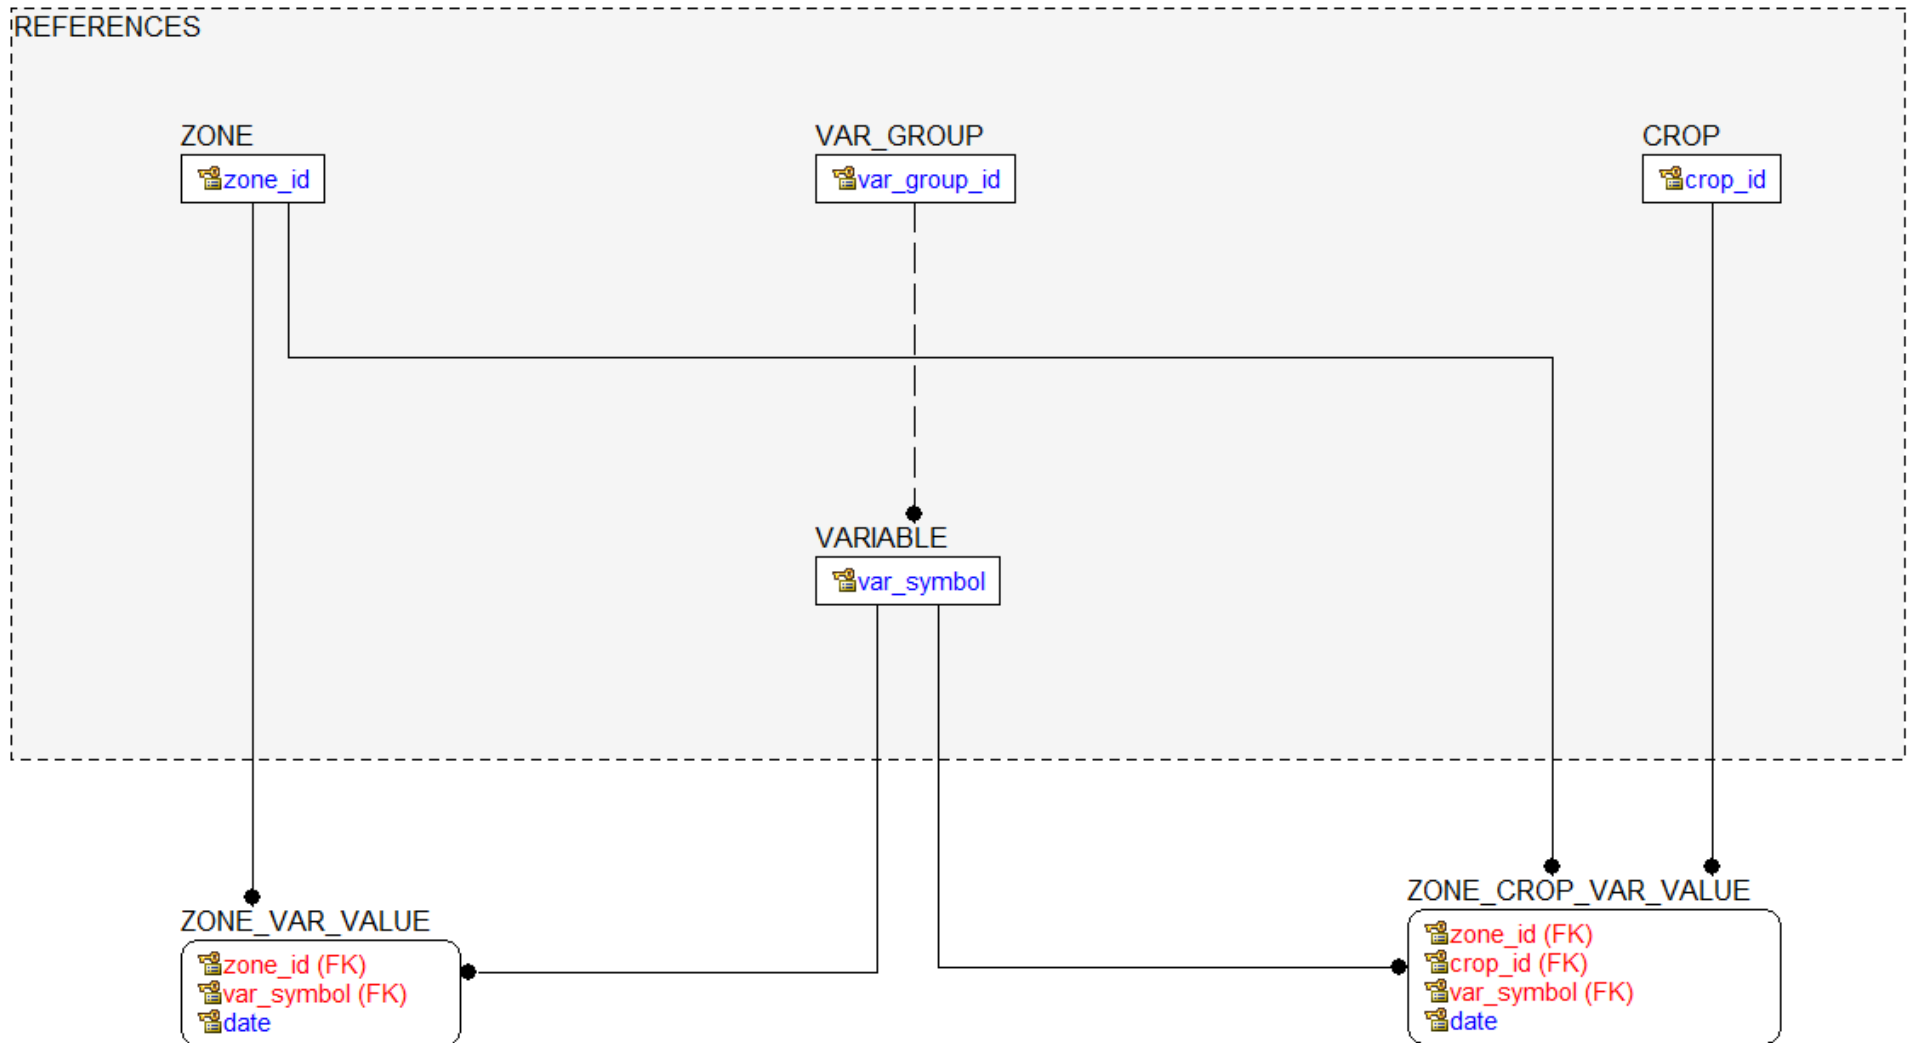 REFERENCES
ZONE
zone_id
VAR_GROUP
var_group_id
CROP
crop_id
VARIABLE
var_symbol
ZONE_VAR_VALUE
zone_id (FK)
var_symbol (FK)
date
ZONE_CROP_VAR_VALUE
zone_id (FK)
crop_id (FK)
var_symbol (FK)
date